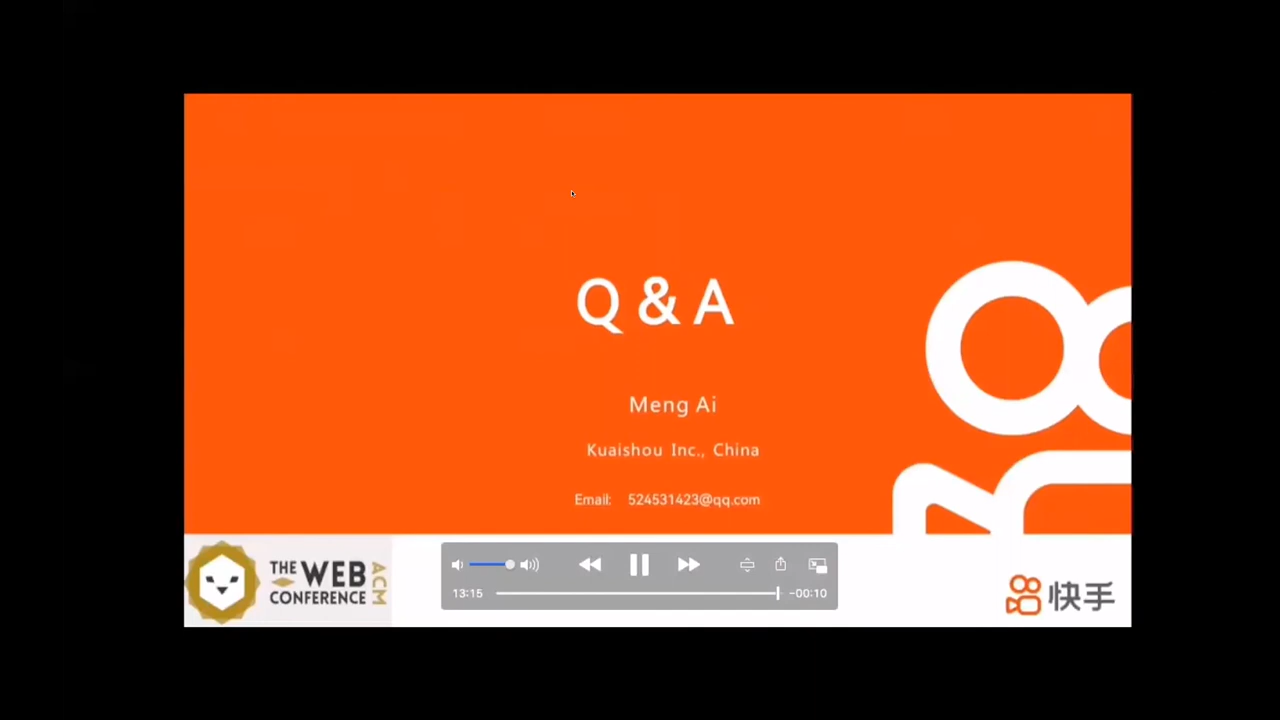 Q & A
Meng Ai
Kuaishou Inc., China
Email: 524531423@qq.com
THE WEB CONFERENCE ACM
快手
13:15
-00:10